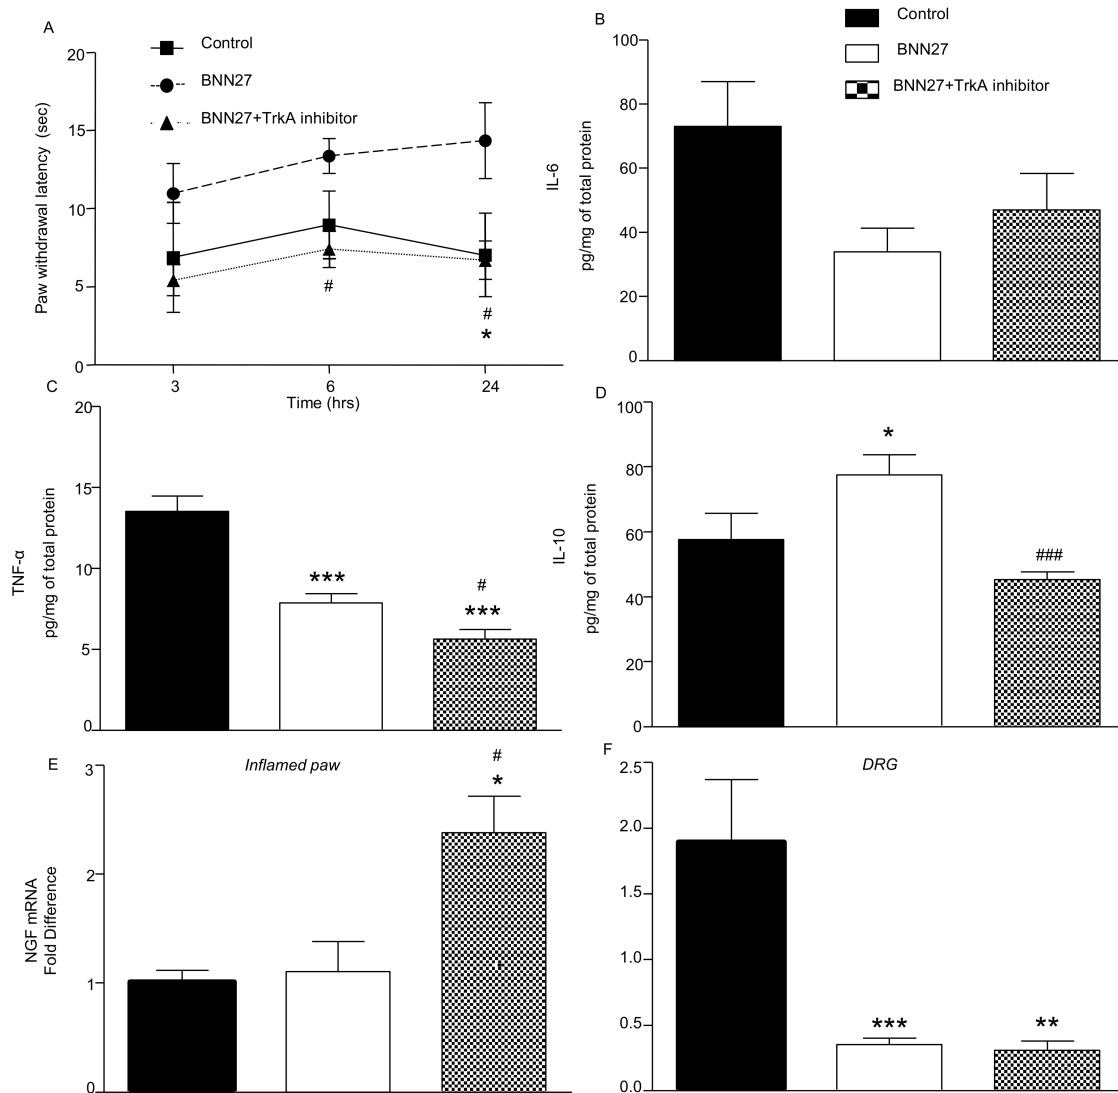 A
Control
BNN27
BNN27+TrkA inhibitor
Paw withdrawal latency (sec)
20
15
10
5
0
#
#
*
3
6
24
Time (hrs)
B
Control
BNN27
BNN27+TrkA inhibitor
IL-6
pg/mg of total protein
100
80
60
40
20
0
C
TNF-α
pg/mg of total protein
20
15
10
5
0
***
#
***
D
IL-10
pg/mg of total protein
100
80
60
40
20
0
*
###
E
Inflamed paw
NGF mRNA
Fold Difference
3
2
1
0
#
*
F
DRG
2.5
2.0
1.5
1.0
0.5
0.0
***
**